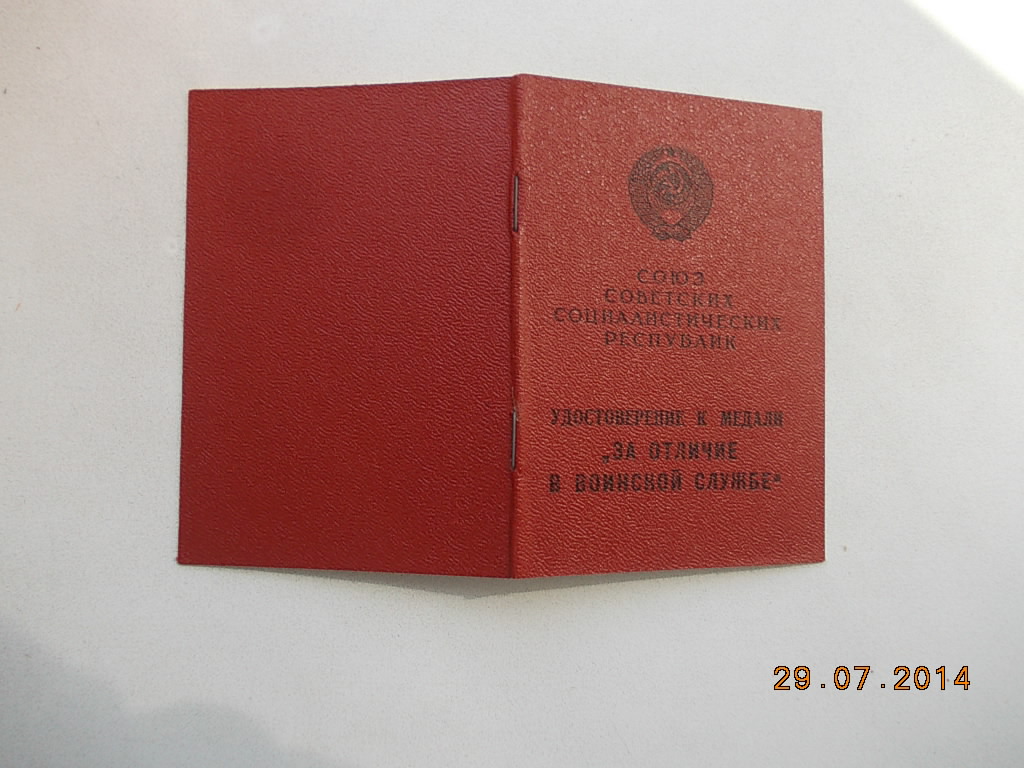 СОЮЗ
СОВЕТСКИХ
СОЦИАЛИСТИЧЕСКИХ
РЕСПУБЛИК
УДОСТОВЕРЕНИЕ К МЕДАЛИ
„ЗА ОТЛИЧИЕ
В ВОИНСКОЙ СЛУЖБЕ“
29.07.2014